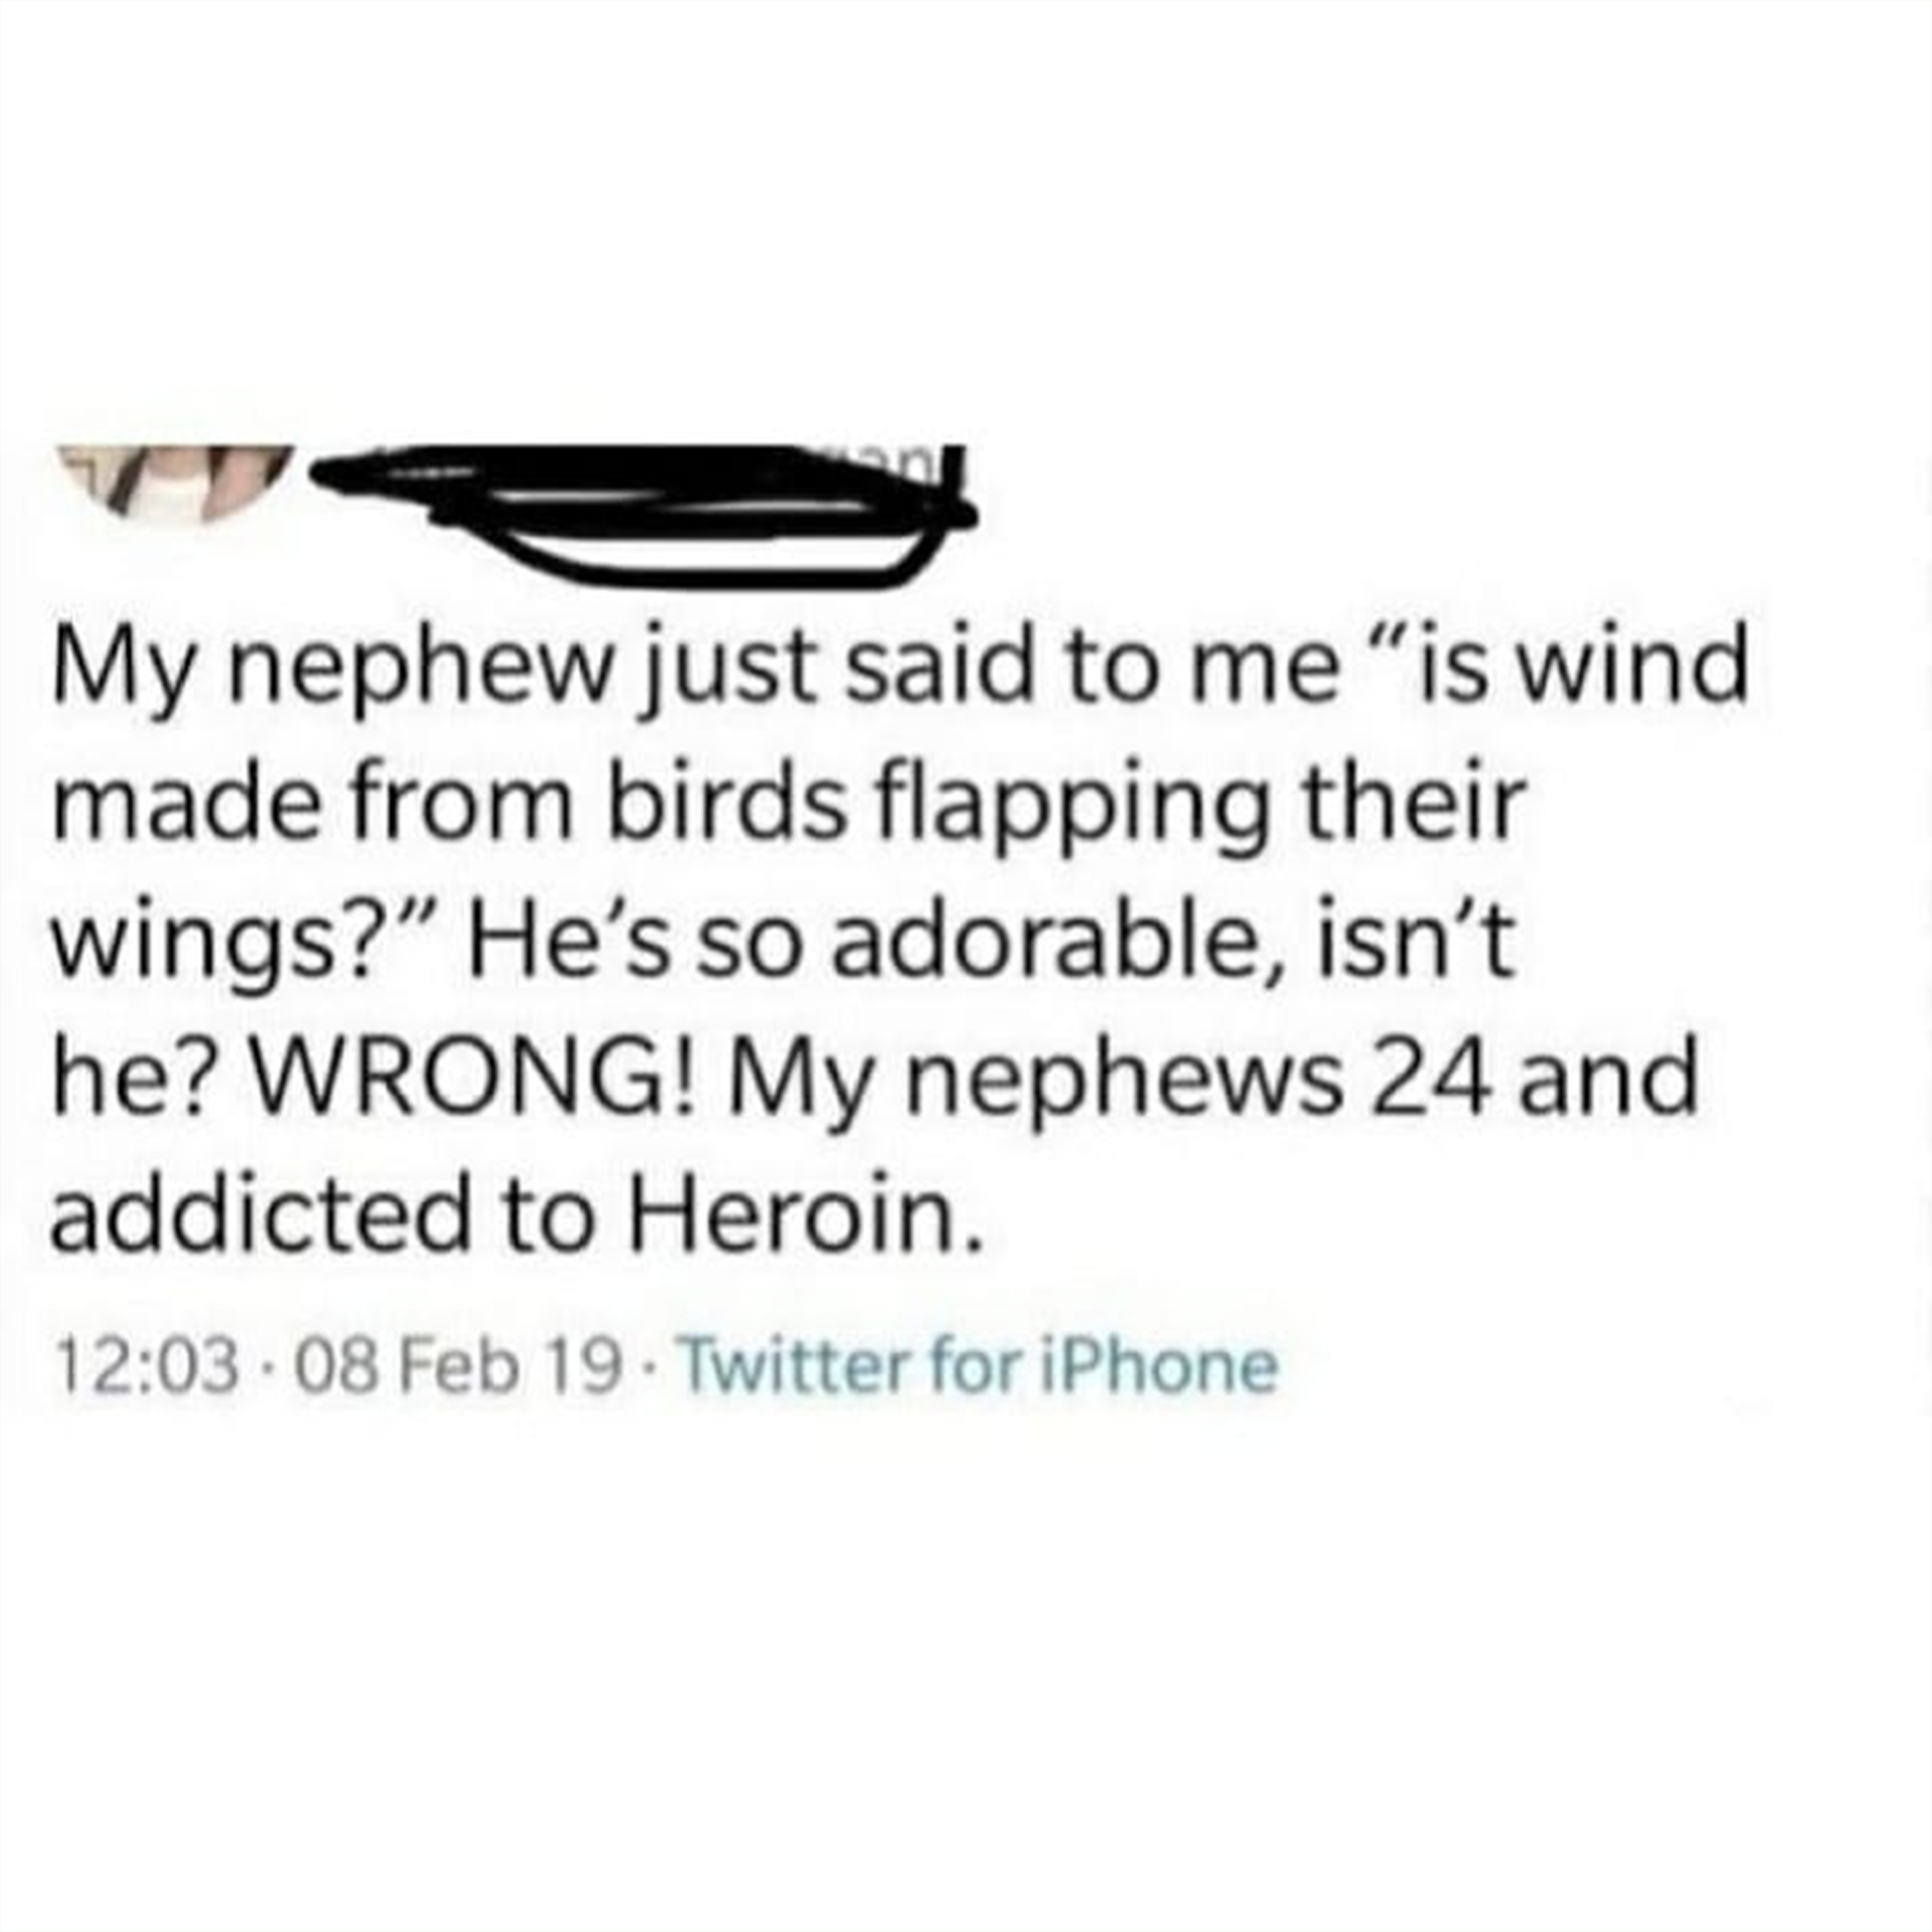 My nephew just said to me “is wind
made from birds flapping their
wings?” He’s so adorable, isn’t
he? WRONG! My nephews 24 and
addicted to Heroin.
12:03 · 08 Feb 19 · Twitter for iPhone